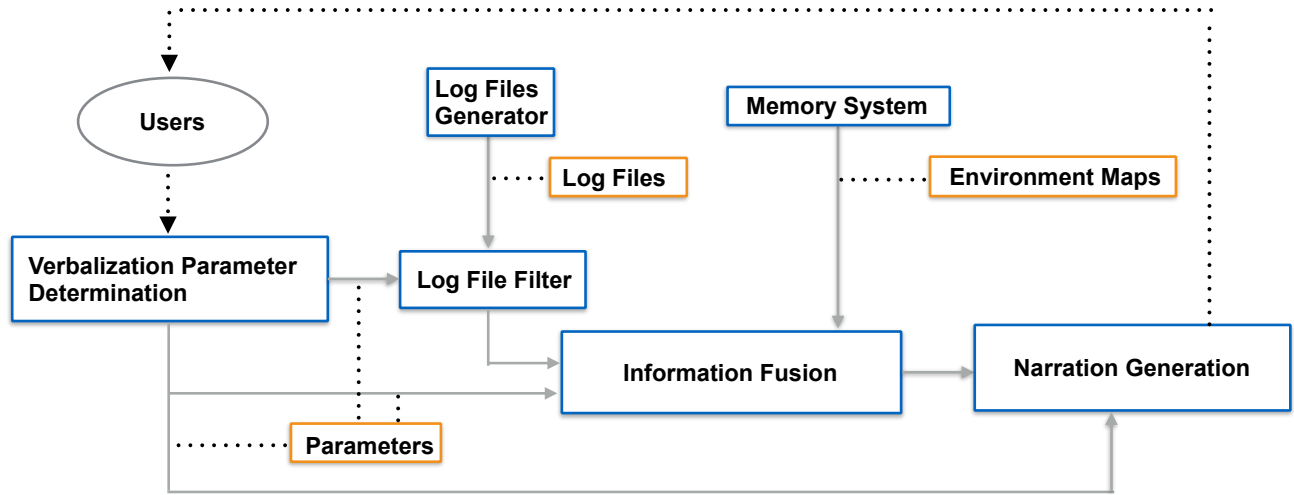 Users
Log Files
Generator
Memory System
Log Files
Environment Maps
Verbalization Parameter
Determination
Log File Filter
Information Fusion
Narration Generation
Parameters